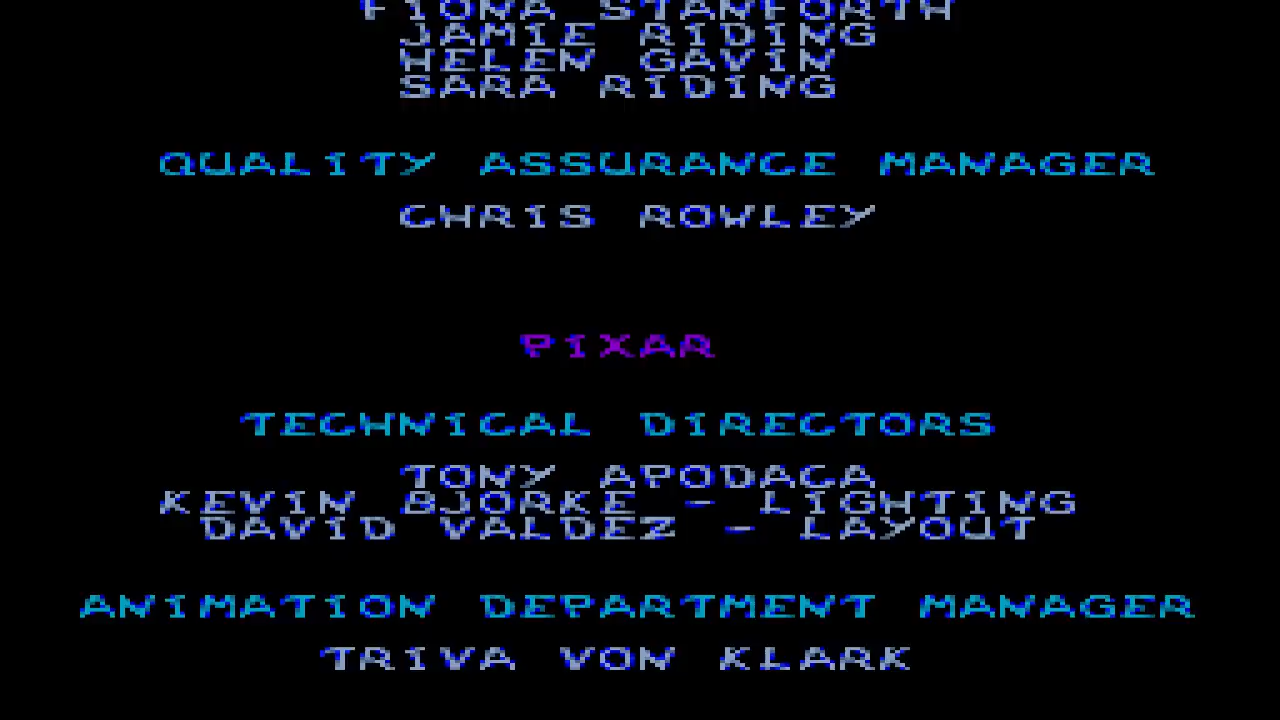 FIONA STANFORTH
JAMIE RIDING
HELEN GAVIN
SARA RIDING
QUALITY ASSURANCE MANAGER
CHRIS ROWLEY
PIXAR
TECHNICAL DIRECTORS
TONY APODACA
KEVIN BJORKE - LIGHTING
DAVID VALDEZ - LAYOUT
ANIMATION DEPARTMENT MANAGER
TRIVA VON KLARK